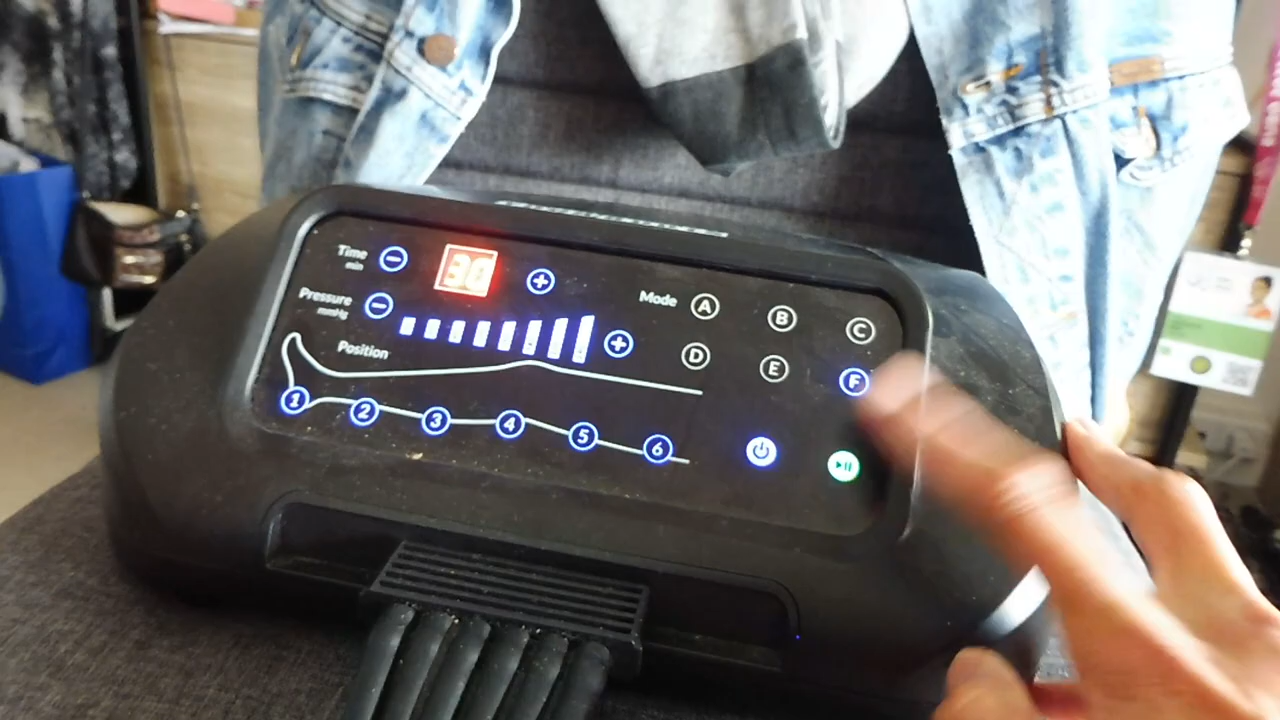 Time
min
30
Pressure
mmHg
Mode A B C
D E F
Position
1 2 3 4 5 6